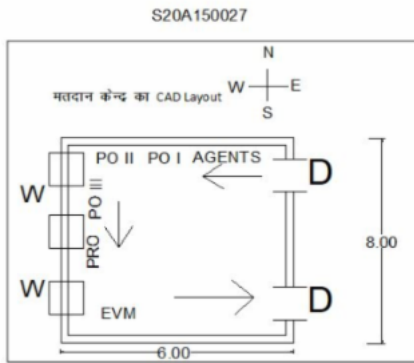 S20A150027
N
मतदान केन्द्र का CAD Layout W E
S
PO II PO I AGENTS
W D
PO III
PRO
8.00
W D
EVM
6.00